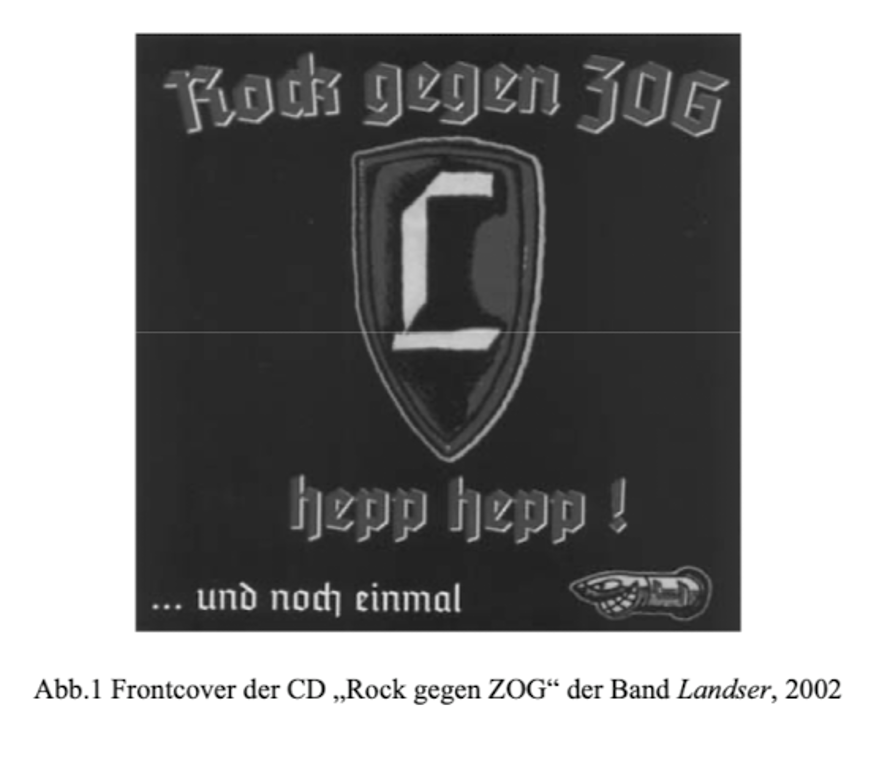 Rock gegen ZOG
hepp hepp !
... und noch einmal
Abb.1 Frontcover der CD „Rock gegen ZOG“ der Band Landser, 2002